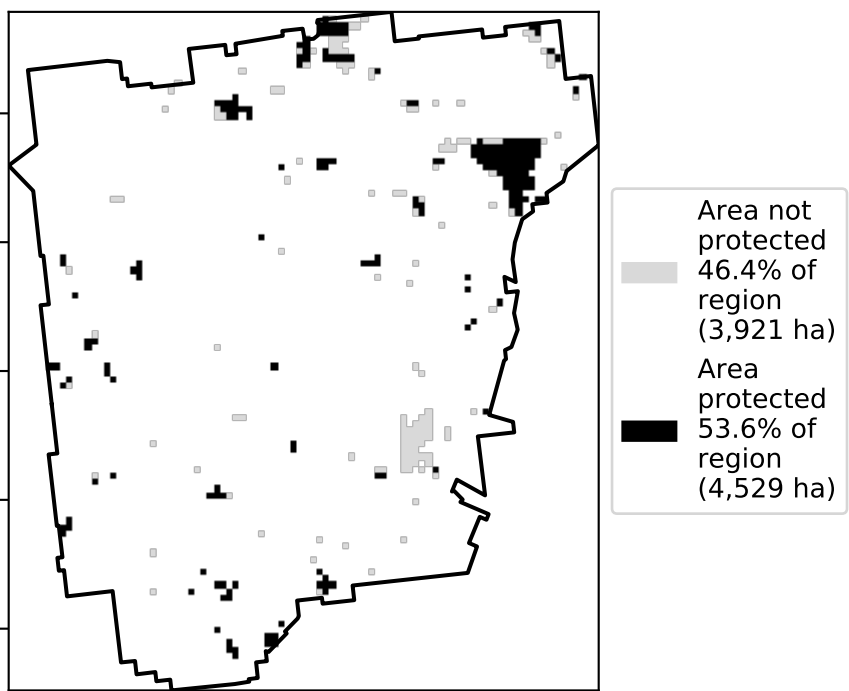 Area not
protected
46.4% of
region
(3,921 ha)
Area
protected
53.6% of
region
(4,529 ha)